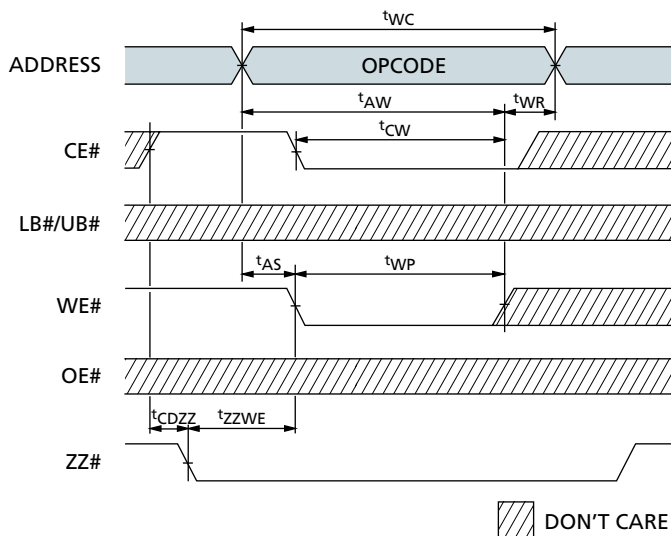 tWC
ADDRESS
OPCODE
tAW
tWR
tCW
CE#
LB#/UB#
tAS
tWP
WE#
OE#
tCDZZ
tZZWE
ZZ#
DON'T CARE